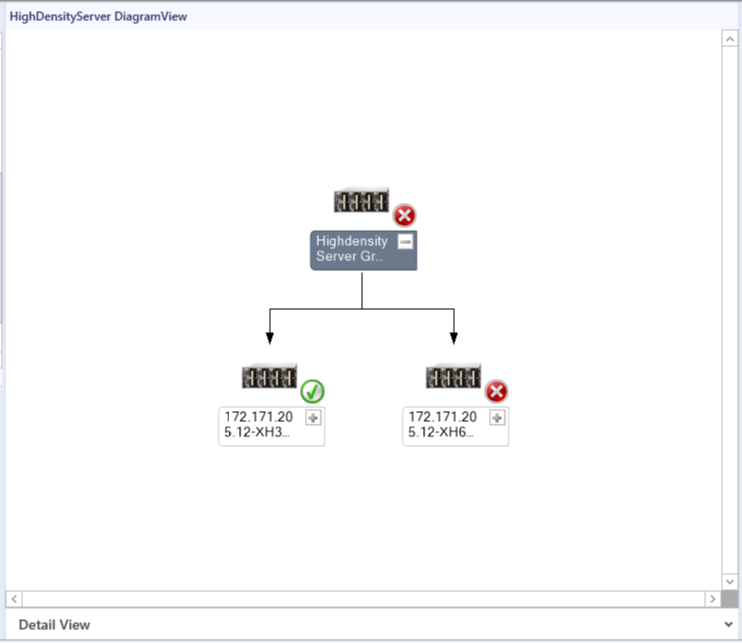 HighDensityServer DiagramView
Highdensity
Server Gr...
172.171.20
5.12-XH3...
172.171.20
5.12-XH6...
Detail View